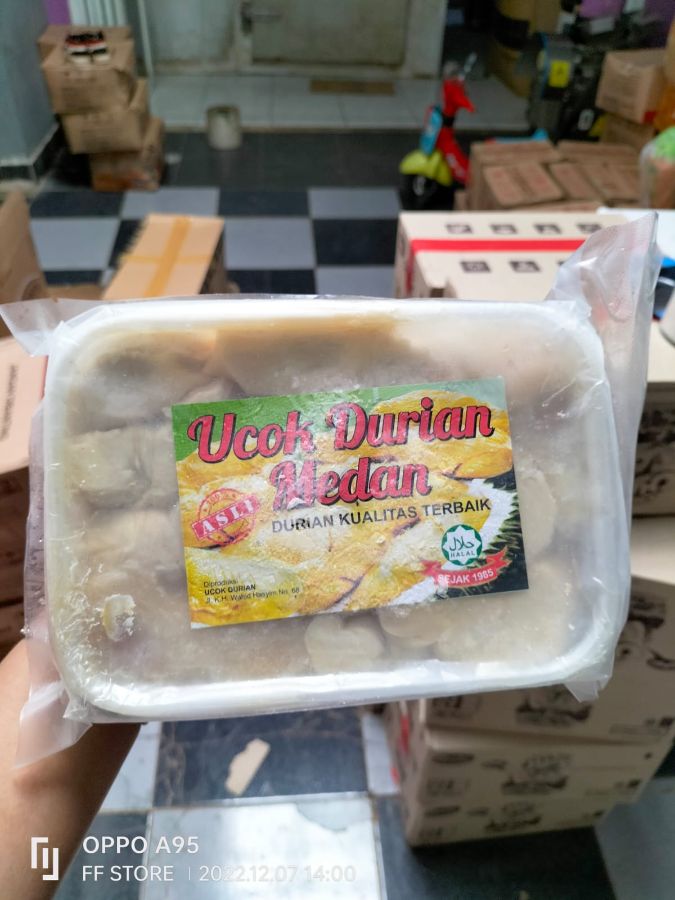 Ucok Durian
Medan
DURIAN KUALITAS TERBAIK
ASLI
حلال
HALAL
SEJAK 1985
Diproduksi
UCOK DURIAN
Jl. K.H. Wahid Hasyim No. 68
OPPO A95
FF STORE | 2022.12.07 14:00